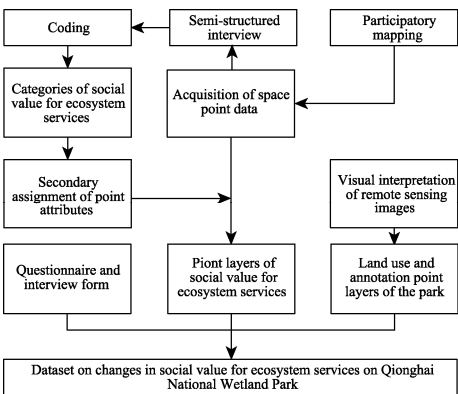 Coding
Semi-structured
interview
Participatory
mapping
Categories of social
value for ecosystem
services
Acquisition of space
point data
Secondary
assignment of point
attributes
Visual interpretation
of remote sensing
images
Questionnaire and
interview form
Piont layers of
social value for
ecosystem services
Land use and
annotation point
layers of the park
Dataset on changes in social value for ecosystem services on Qionghai
National Wetland Park